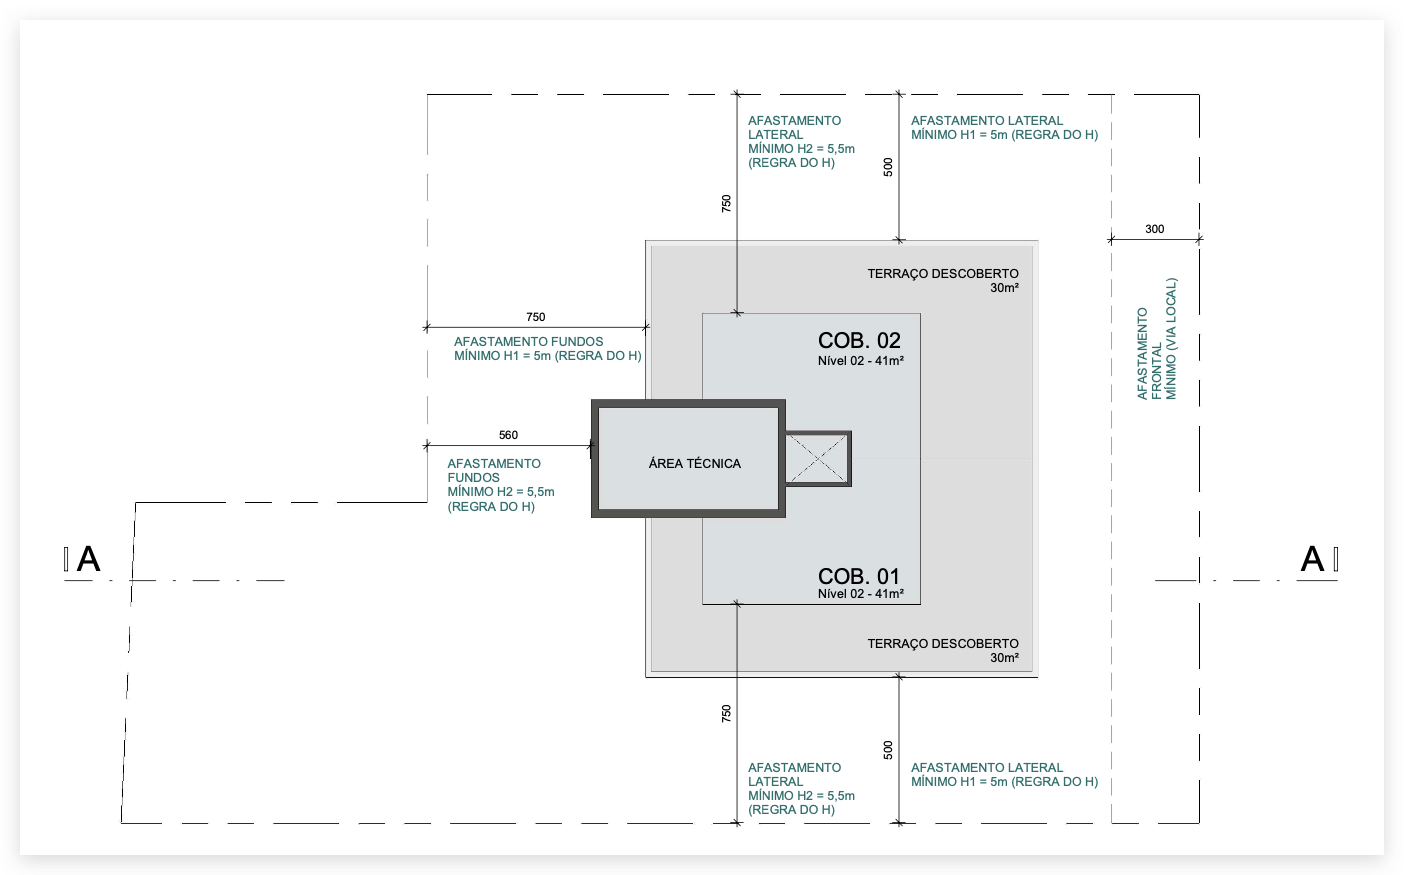 AFASTAMENTO
LATERAL
MÍNIMO H2 = 5,5m
(REGRA DO H)
AFASTAMENTO LATERAL
MÍNIMO H1 = 5m (REGRA DO H)
500
750
300
TERRAÇO DESCOBERTO
30m²
AFASTAMENTO
FRONTAL
MÍNIMO (VIA LOCAL)
750
AFASTAMENTO FUNDOS
MÍNIMO H1 = 5m (REGRA DO H)
COB. 02
Nível 02 - 41m²
560
AFASTAMENTO
FUNDOS
MÍNIMO H2 = 5,5m
(REGRA DO H)
ÁREA TÉCNICA
A
A
COB. 01
Nível 02 - 41m²
TERRAÇO DESCOBERTO
30m²
750
500
AFASTAMENTO
LATERAL
MÍNIMO H2 = 5,5m
(REGRA DO H)
AFASTAMENTO LATERAL
MÍNIMO H1 = 5m (REGRA DO H)